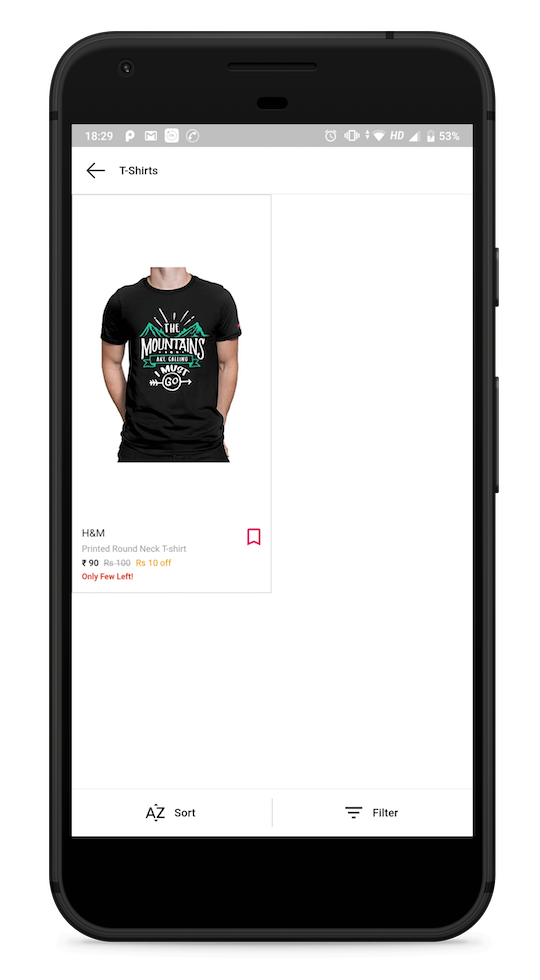 18:29 HD 53%
T-Shirts
THE
MOUNTAINS
ARE CALLING
I MUST
GO
H&M
Printed Round Neck T-shirt
₹ 90 Rs 100 Rs 10 off
Only Few Left!
AZ Sort
Filter